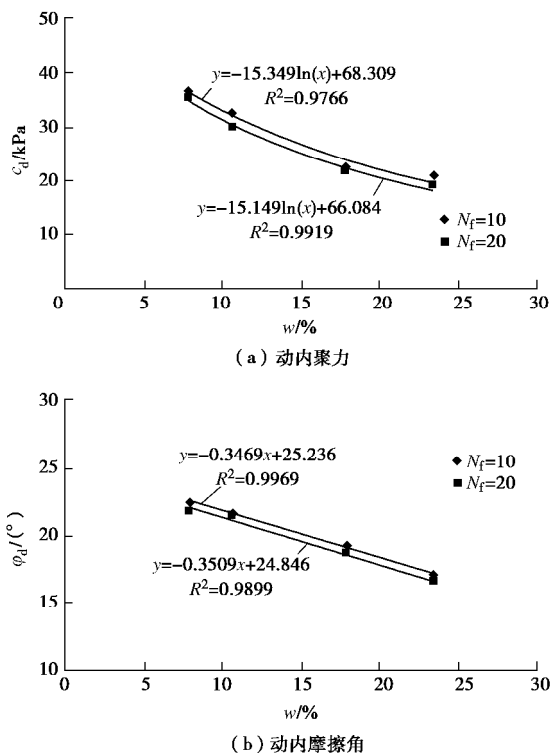 50
40
30
20
10
0
c_d/kPa
y=-15.349ln(x)+68.309
R²=0.9766
y=-15.149ln(x)+66.084
R²=0.9919
◆ N_f=10
■ N_f=20
0 5 10 15 20 25 30
w/%
(a)动内聚力
30
25
20
15
10
φ_d/(°)
y=-0.3469x+25.236
R²=0.9969
y=-0.3509x+24.846
R²=0.9899
◆ N_f=10
■ N_f=20
0 5 10 15 20 25 30
w/%
(b)动内摩擦角